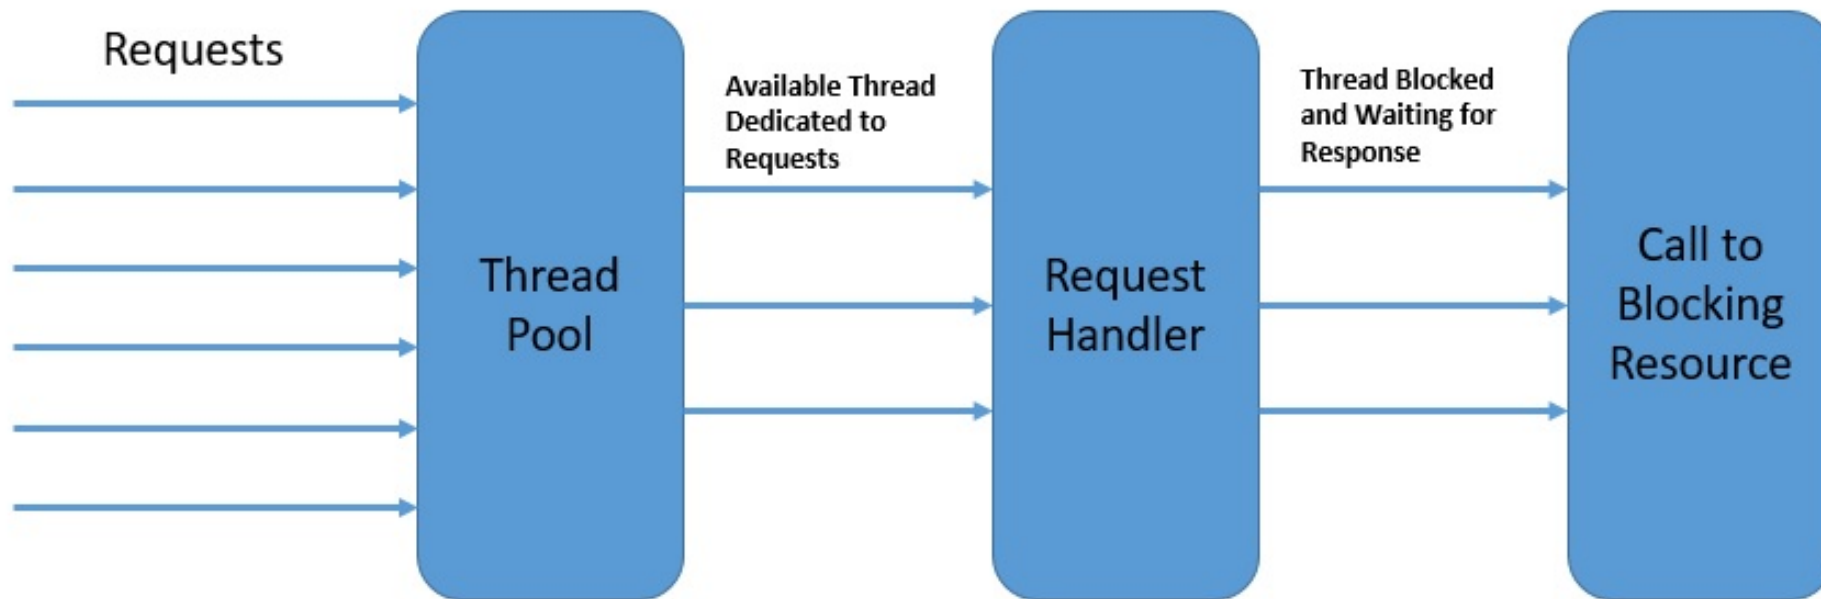 Requests
Thread
Pool
Available Thread
Dedicated to
Requests
Request
Handler
Thread Blocked
and Waiting for
Response
Call to
Blocking
Resource